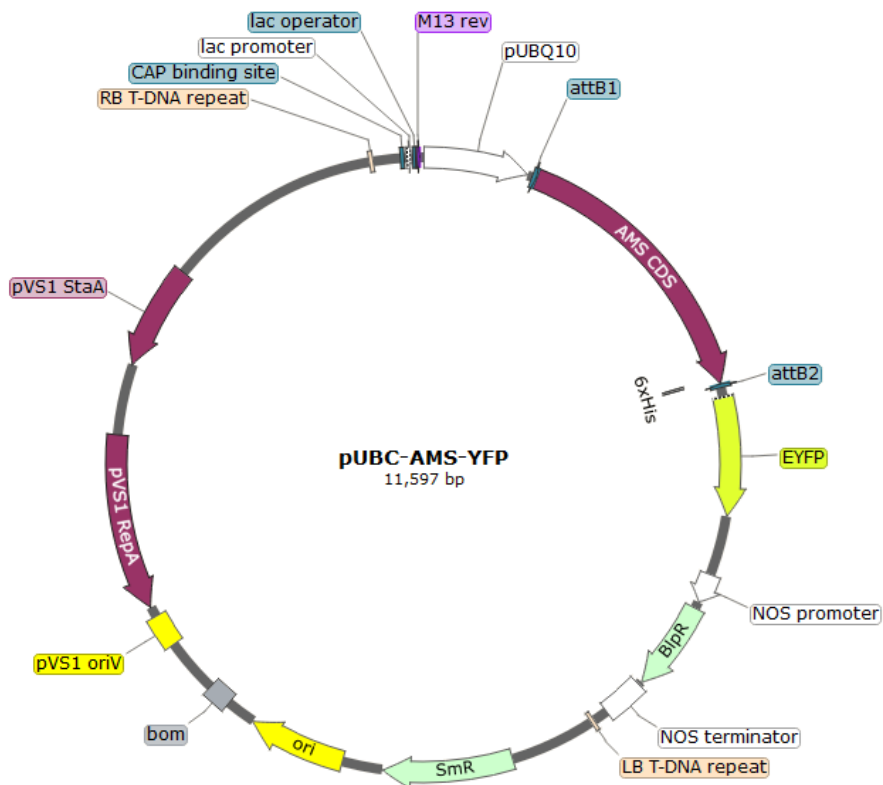 lac operator
M13 rev
lac promoter
pUBQ10
CAP binding site
attB1
RB T-DNA repeat
AMS CDS
pVS1 StaA
attB2
6xHis
pUBC-AMS-YFP
11,597 bp
EYFP
pVS1 RepA
NOS promoter
BlpR
pVS1 oriV
bom
NOS terminator
ori
LB T-DNA repeat
SmR